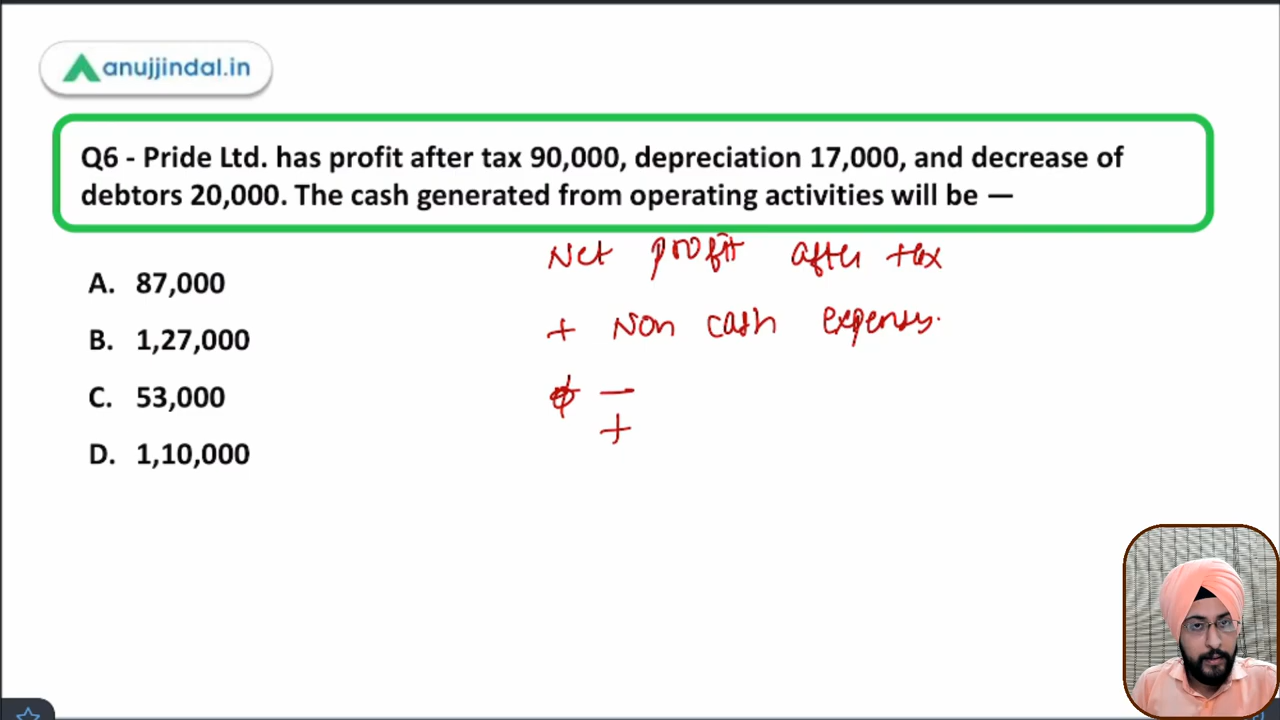 anujjindal.in
Q6 - Pride Ltd. has profit after tax 90,000, depreciation 17,000, and decrease of
debtors 20,000. The cash generated from operating activities will be —
Net profit after tax
A. 87,000
+ Non cash expenses.
B. 1,27,000
C. 53,000
−
+
D. 1,10,000